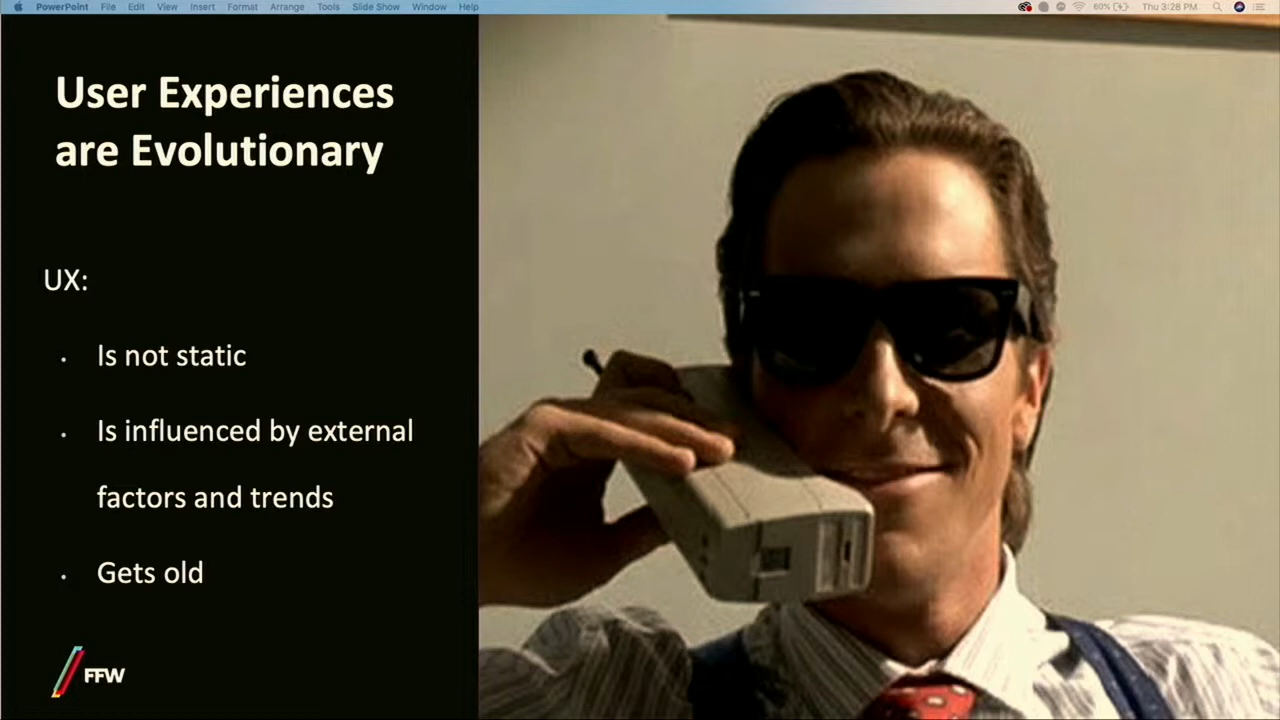 PowerPoint File Edit View Insert Format Arrange Tools Slide Show Window Help 60% Thu 3:28 PM
User Experiences
are Evolutionary
UX:
• Is not static
• Is influenced by external
factors and trends
• Gets old
FFW